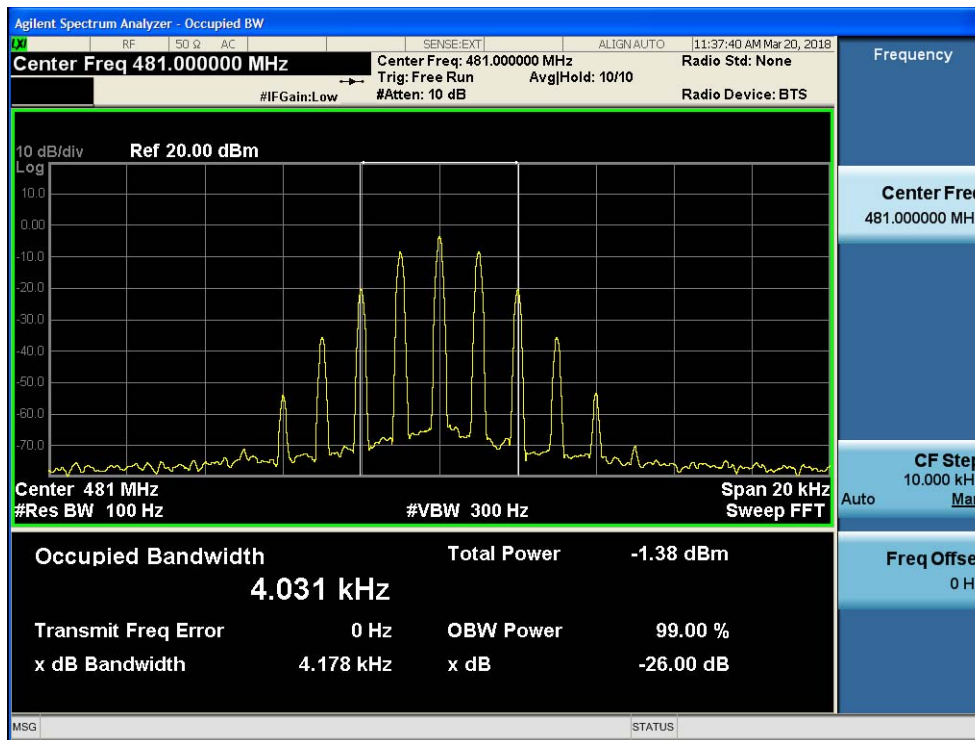 Agilent Spectrum Analyzer - Occupied BW
LXI RF 50 Ω AC SENSE:EXT ALIGN AUTO 11:37:40 AM Mar 20, 2018
Center Freq 481.000000 MHz
Center Freq: 481.000000 MHz Radio Std: None
Trig: Free Run Avg|Hold: 10/10
#IFGain:Low #Atten: 10 dB Radio Device: BTS
10 dB/div Ref 20.00 dBm
Log
10.0
0.00
-10.0
-20.0
-30.0
-40.0
-50.0
-60.0
-70.0
Center 481 MHz Span 20 kHz
#Res BW 100 Hz #VBW 300 Hz Sweep FFT
Occupied Bandwidth Total Power -1.38 dBm
4.031 kHz
Transmit Freq Error 0 Hz OBW Power 99.00 %
x dB Bandwidth 4.178 kHz x dB -26.00 dB
MSG STATUS
Frequency
Center Fre
481.000000 MH
CF Step
10.000 kH
Auto Ma
Freq Offse
0 H